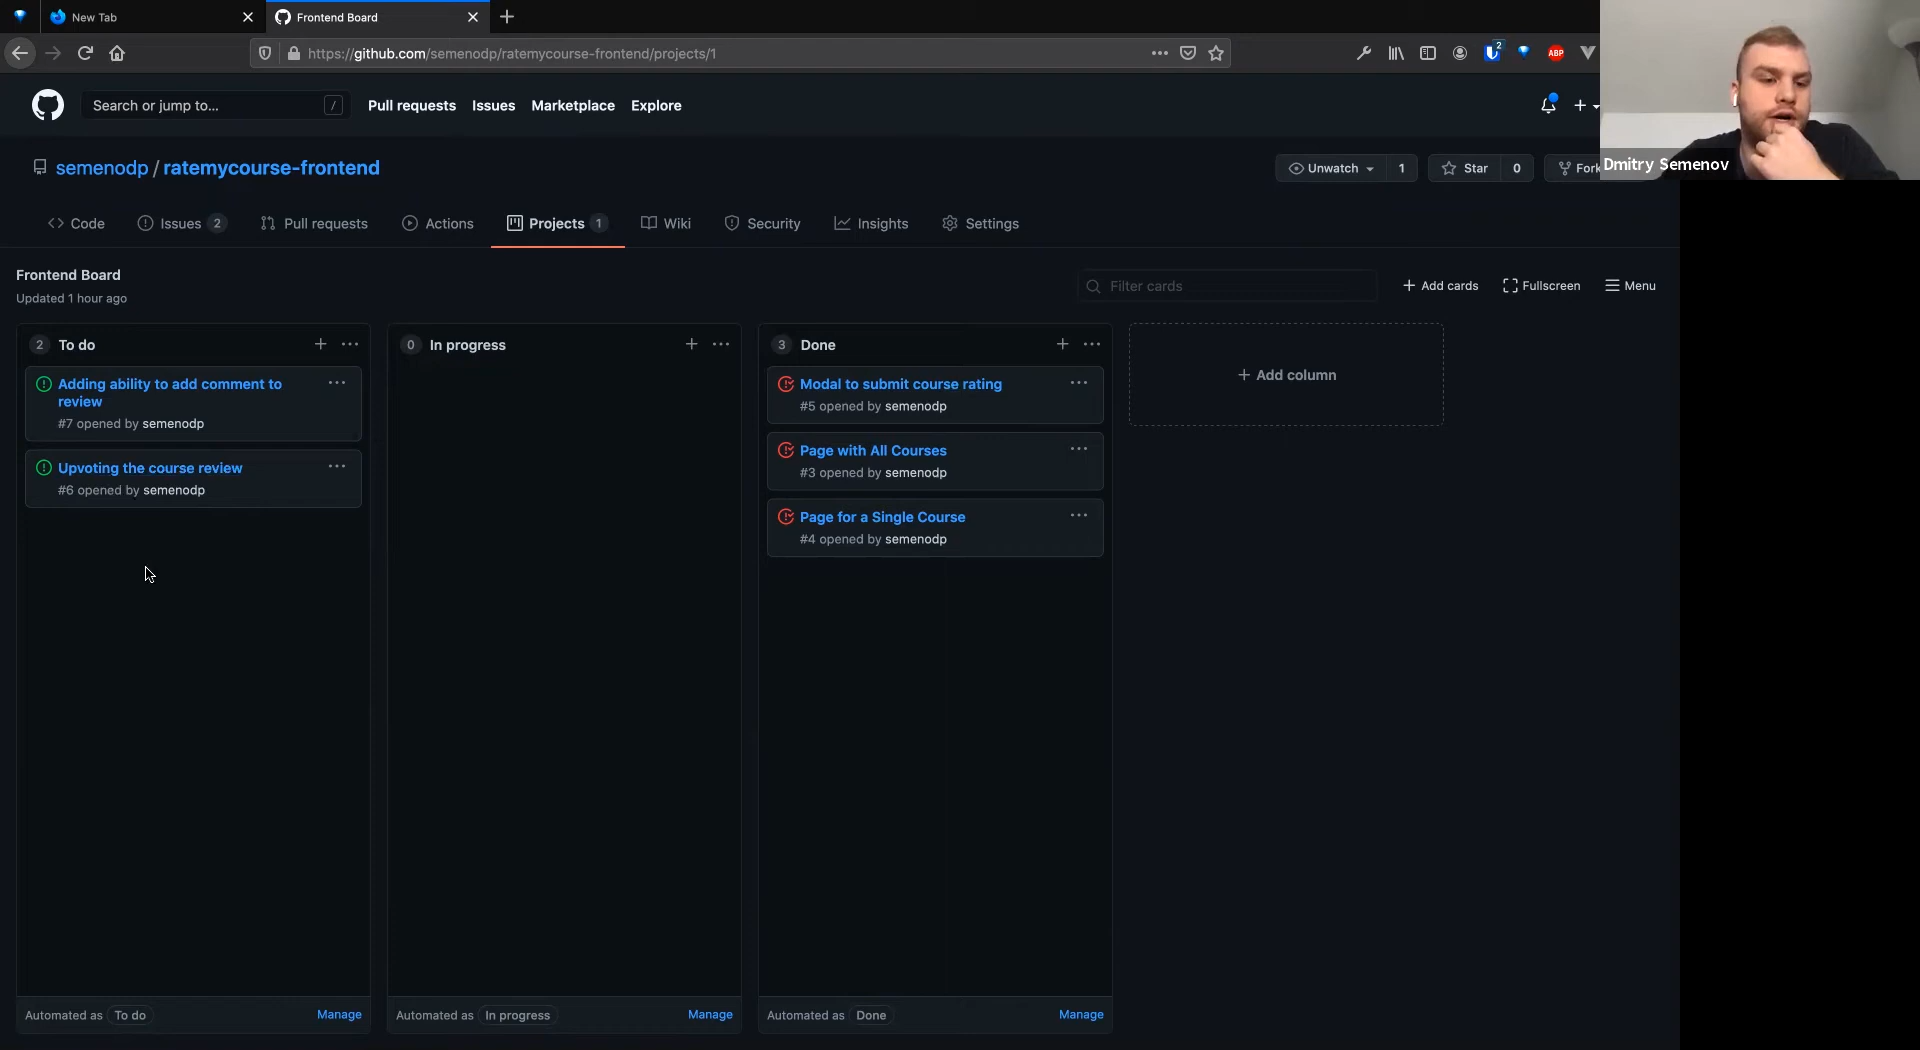 New Tab
Frontend Board
https://github.com/semenodp/ratemycourse-frontend/projects/1
2
ABP
Search or jump to... /
Pull requests Issues Marketplace Explore
semenodp / ratemycourse-frontend
Unwatch 1
Star 0
Fork
Dmitry Semenov
Code
Issues 2
Pull requests
Actions
Projects 1
Wiki
Security
Insights
Settings
Frontend Board
Updated 1 hour ago
Filter cards
Add cards
Fullscreen
Menu
2 To do
Adding ability to add comment to
review
#7 opened by semenodp
Upvoting the course review
#6 opened by semenodp
Automated as To do
Manage
0 In progress
Automated as In progress
Manage
3 Done
Modal to submit course rating
#5 opened by semenodp
Page with All Courses
#3 opened by semenodp
Page for a Single Course
#4 opened by semenodp
Automated as Done
Manage
+ Add column